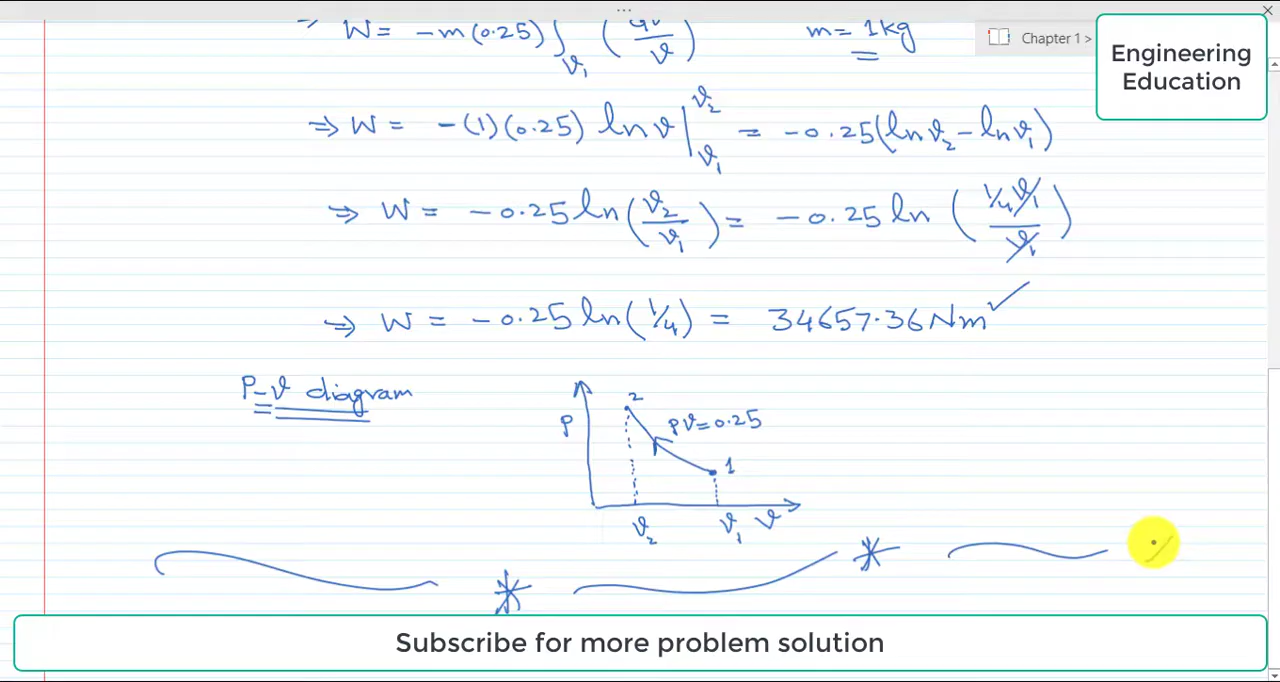 ⇒ W = -m(0.25) ∫v₁ (dv/v) m = 1kg
Chapter 1 >
Engineering
Education
⇒ W = -(1)(0.25) ln v |v₁ v₂ = -0.25(ln v₂ - ln v₁)
⇒ W = -0.25 ln(v₂/v₁) = -0.25 ln (¼v₁/v₁)
⇒ W = -0.25 ln(¼) = 34657.36 Nm ✓
P-v diagram
P
2
Pv=0.25
1
v₂ v₁ v
Subscribe for more problem solution